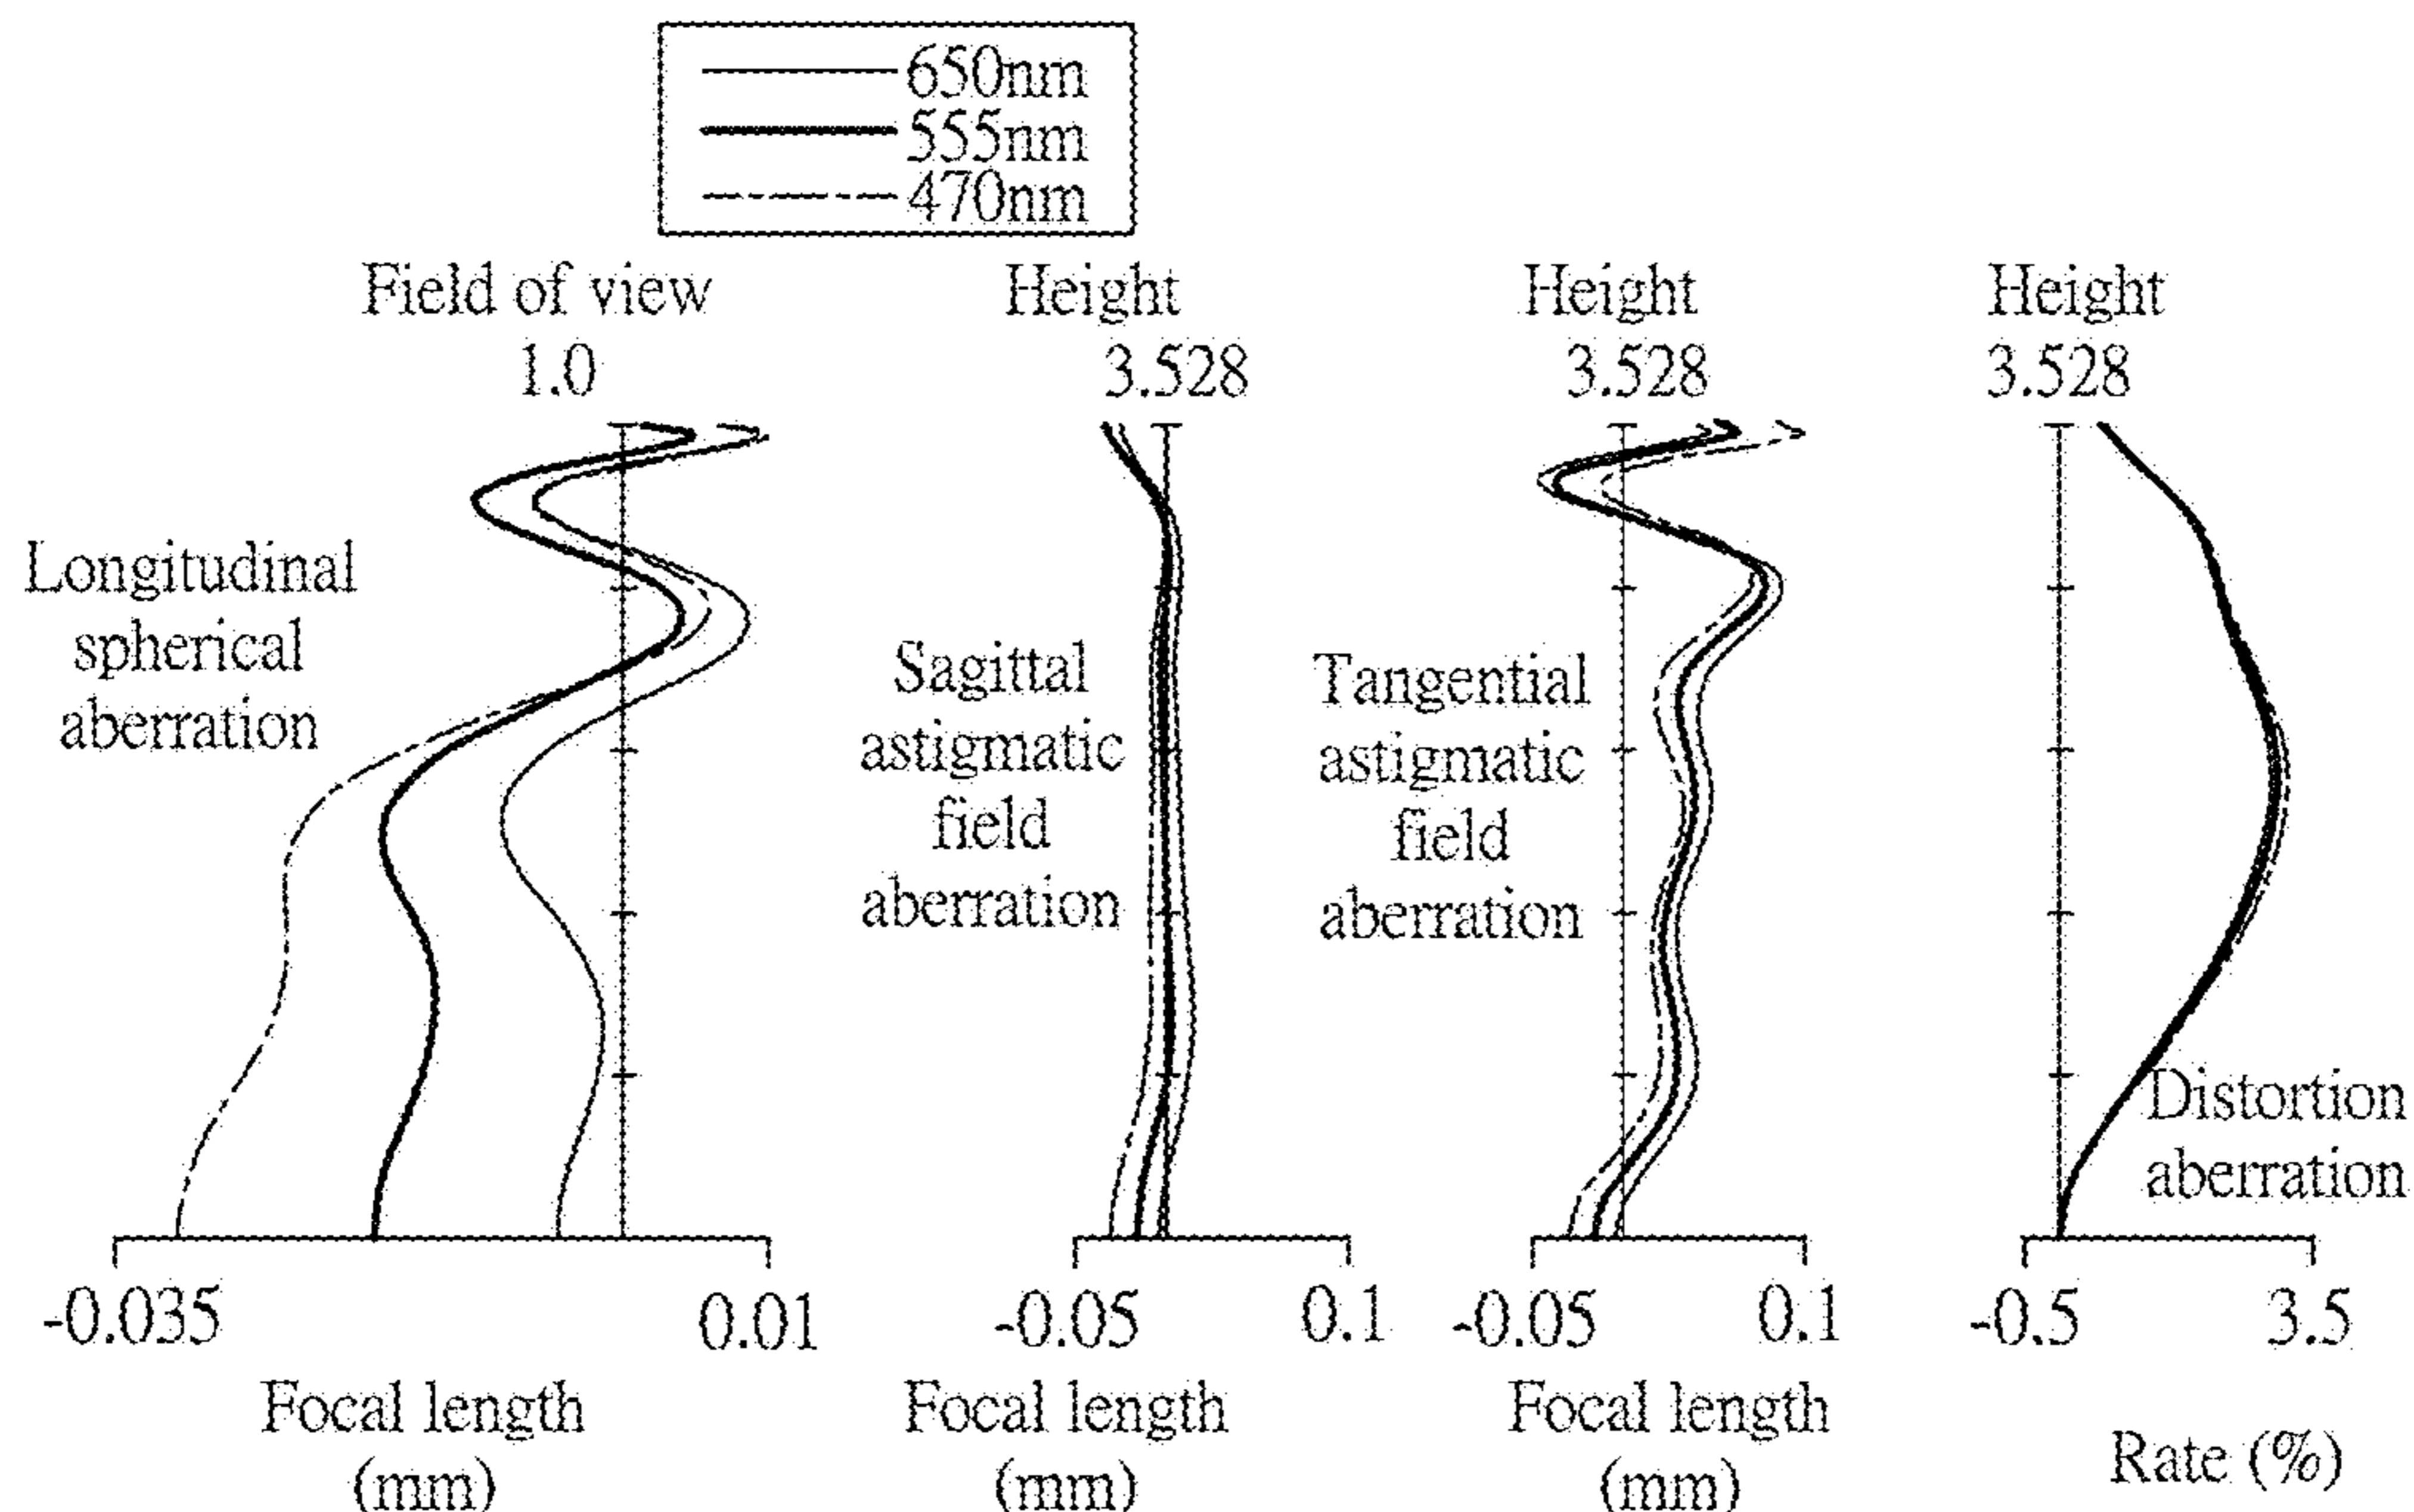 650nm
555nm
470nm
Field of view
1.0
Height
3.528
Height
3.528
Height
3.528
Longitudinal
spherical
aberration
Sagittal
astigmatic
field
aberration
Tangential
astigmatic
field
aberration
Distortion
aberration
-0.035
0.01
-0.05
0.1
-0.05
0.1
-0.5
3.5
Focal length
(mm)
Focal length
(mm)
Focal length
(mm)
Rate (%)